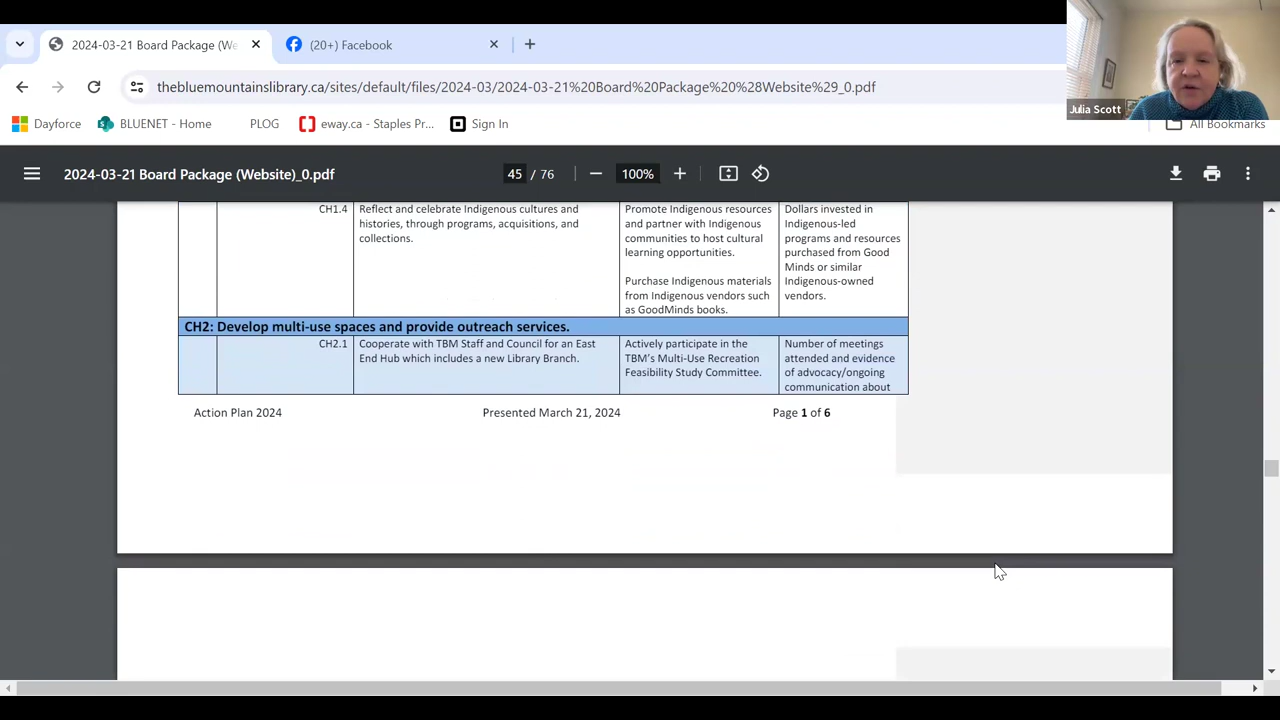 2024-03-21 Board Package (We
(20+) Facebook
thebluemountainslibrary.ca/sites/default/files/2024-03/2024-03-21%20Board%20Package%20%28Website%29_0.pdf
Julia Scott
Dayforce
BLUENET - Home
PLOG
eway.ca - Staples Pr...
Sign In
All Bookmarks
2024-03-21 Board Package (Website)_0.pdf
45 / 76
100%
CH1.4
Reflect and celebrate Indigenous cultures and
histories, through programs, acquisitions, and
collections.
Promote Indigenous resources
and partner with Indigenous
communities to host cultural
learning opportunities.
Purchase Indigenous materials
from Indigenous vendors such
as GoodMinds books.
Dollars invested in
Indigenous-led
programs and resources
purchased from Good
Minds or similar
Indigenous-owned
vendors.
CH2: Develop multi-use spaces and provide outreach services.
CH2.1
Cooperate with TBM Staff and Council for an East
End Hub which includes a new Library Branch.
Actively participate in the
TBM's Multi-Use Recreation
Feasibility Study Committee.
Number of meetings
attended and evidence
of advocacy/ongoing
communication about
Action Plan 2024
Presented March 21, 2024
Page 1 of 6